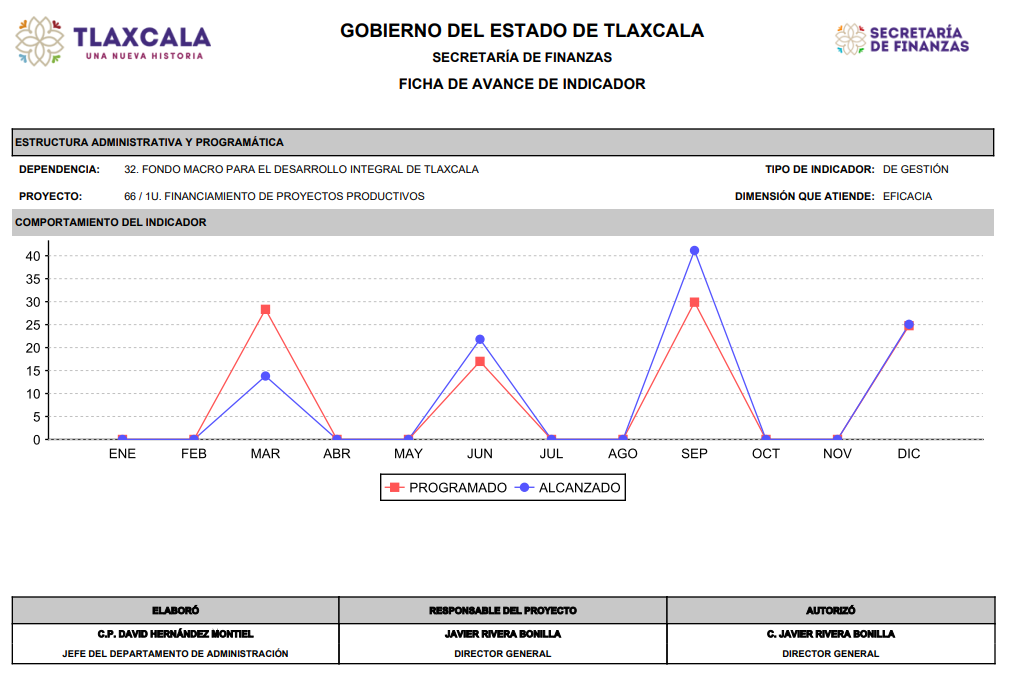 TLAXCALA
UNA NUEVA HISTORIA
GOBIERNO DEL ESTADO DE TLAXCALA
SECRETARÍA DE FINANZAS
FICHA DE AVANCE DE INDICADOR
SECRETARÍA
DE FINANZAS
ESTRUCTURA ADMINISTRATIVA Y PROGRAMÁTICA
DEPENDENCIA: 32. FONDO MACRO PARA EL DESARROLLO INTEGRAL DE TLAXCALA TIPO DE INDICADOR: DE GESTIÓN
PROYECTO: 66 / 1U. FINANCIAMIENTO DE PROYECTOS PRODUCTIVOS DIMENSIÓN QUE ATIENDE: EFICACIA
COMPORTAMIENTO DEL INDICADOR
40
35
30
25
20
15
10
5
0
ENE FEB MAR ABR MAY JUN JUL AGO SEP OCT NOV DIC
PROGRAMADO ALCANZADO
ELABORÓ RESPONSABLE DEL PROYECTO AUTORIZÓ
C.P. DAVID HERNÁNDEZ MONTIEL JAVIER RIVERA BONILLA C. JAVIER RIVERA BONILLA
JEFE DEL DEPARTAMENTO DE ADMINISTRACIÓN DIRECTOR GENERAL DIRECTOR GENERAL